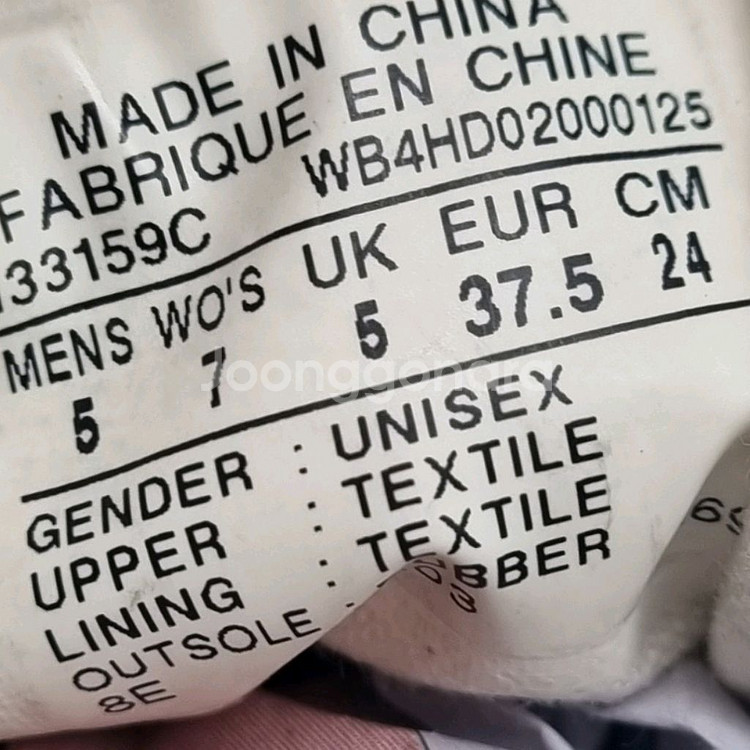 MADE IN CHINA
FABRIQUE EN CHINE
133159C WB4HD02000125
MENS WO'S UK EUR CM
5 7 5 37.5 24
Joonggonara
GENDER : UNISEX
UPPER : TEXTILE
LINING : TEXTILE
OUTSOLE :
8E